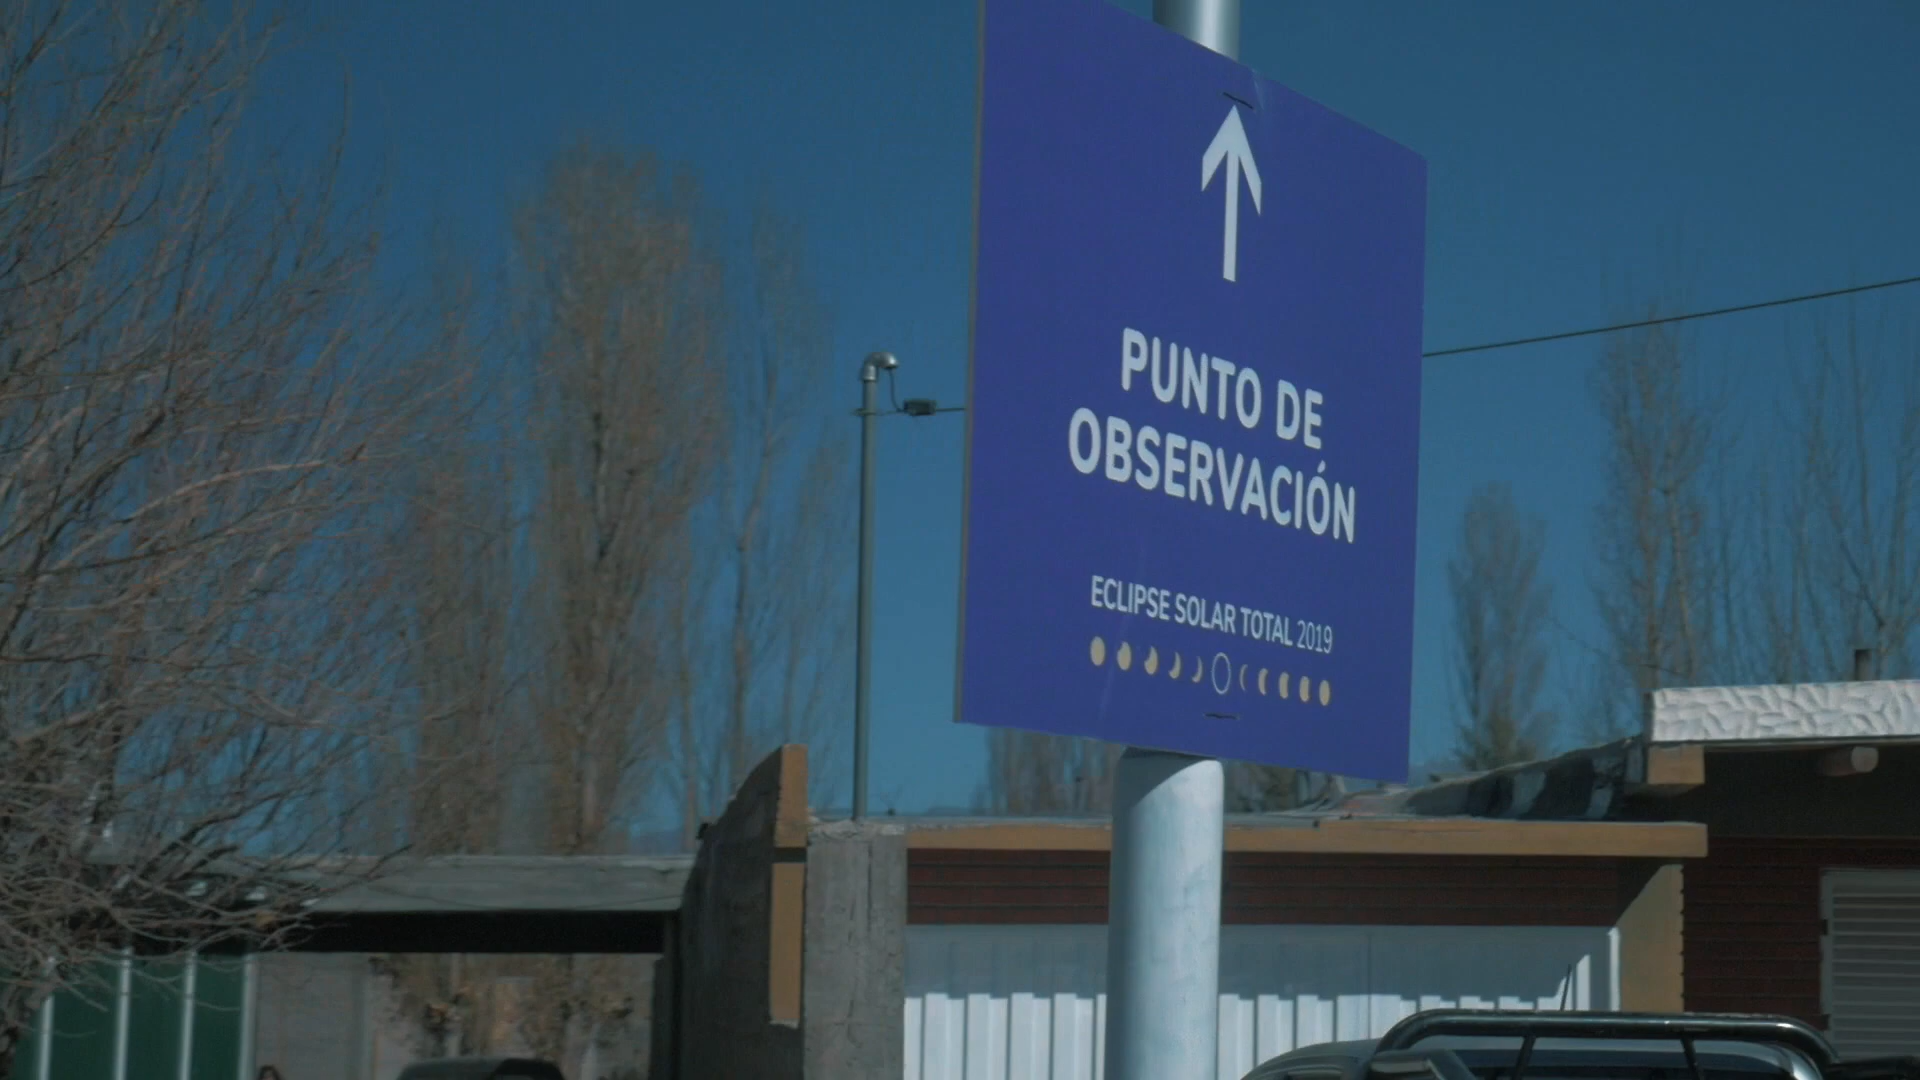 PUNTO DE
OBSERVACIÓN
ECLIPSE SOLAR TOTAL 2019